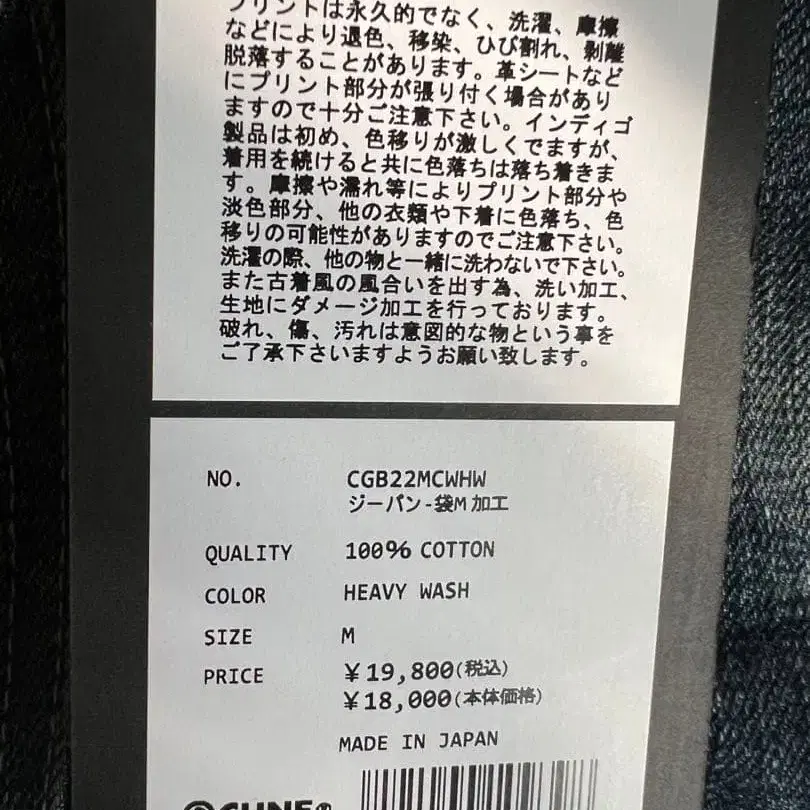 プリントは永久的でなく、洗濯、摩擦
などにより退色、移染、ひび割れ、剥離
脱落することがあります。革シートなど
にプリント部分が張り付く場合があり
ますので十分ご注意下さい。インディゴ
製品は初め、色移りが激しくでますが、
着用を続けると共に色落ちは落ち着きま
す。摩擦や濡れ等によりプリント部分や
淡色部分、他の衣類や下着に色落ち、色
移りの可能性がありますのでご注意下さい。
洗濯の際、他の物と一緒に洗わないで下さい。
また古着風の風合いを出す為、洗い加工、
生地にダメージ加工を行っております。
破れ、傷、汚れは意図的な物という事を
ご了承下さいますようお願い致します。
NO. CGB22MCWHW
ジーパン-袋M加工
QUALITY 100% COTTON
COLOR HEAVY WASH
SIZE M
PRICE ¥19,800(税込)
¥18,000(本体価格)
MADE IN JAPAN
©CUNE®